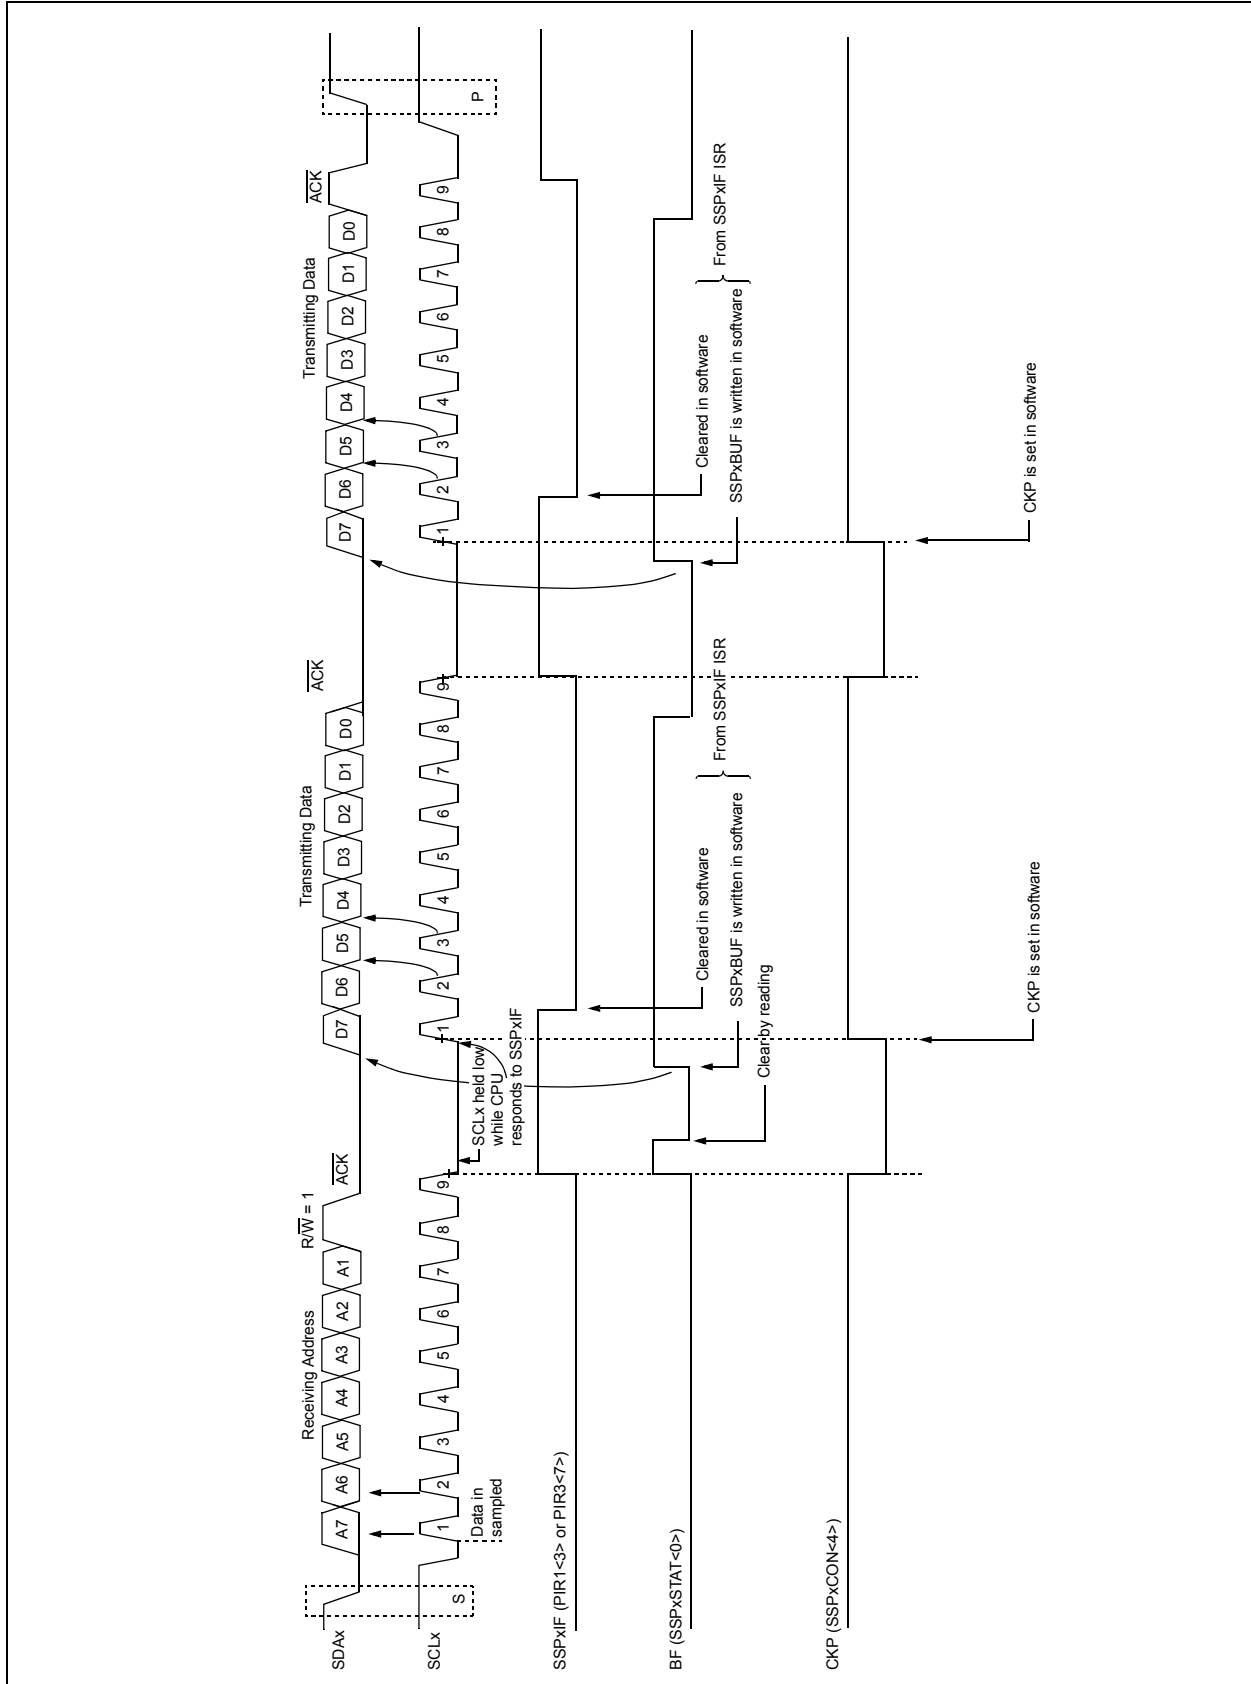 Receiving Address
R/W = 1
ACK
Transmitting Data
ACK
Transmitting Data
ACK
SDAx
A7 A6 A5 A4 A3 A2 A1
D7 D6 D5 D4 D3 D2 D1 D0
D7 D6 D5 D4 D3 D2 D1 D0
SCLx
1 2 3 4 5 6 7 8 9
1 2 3 4 5 6 7 8 9
1 2 3 4 5 6 7 8 9
S
Data in
sampled
SCLx held low
while CPU
responds to SSPxIF
P
SSPxIF (PIR1<3> or PIR3<7>)
BF (SSPxSTAT<0>)
Cleared in software
SSPxBUF is written in software
From SSPxIF ISR
Clear by reading
Cleared in software
SSPxBUF is written in software
From SSPxIF ISR
CKP (SSPxCON<4>)
CKP is set in software
CKP is set in software